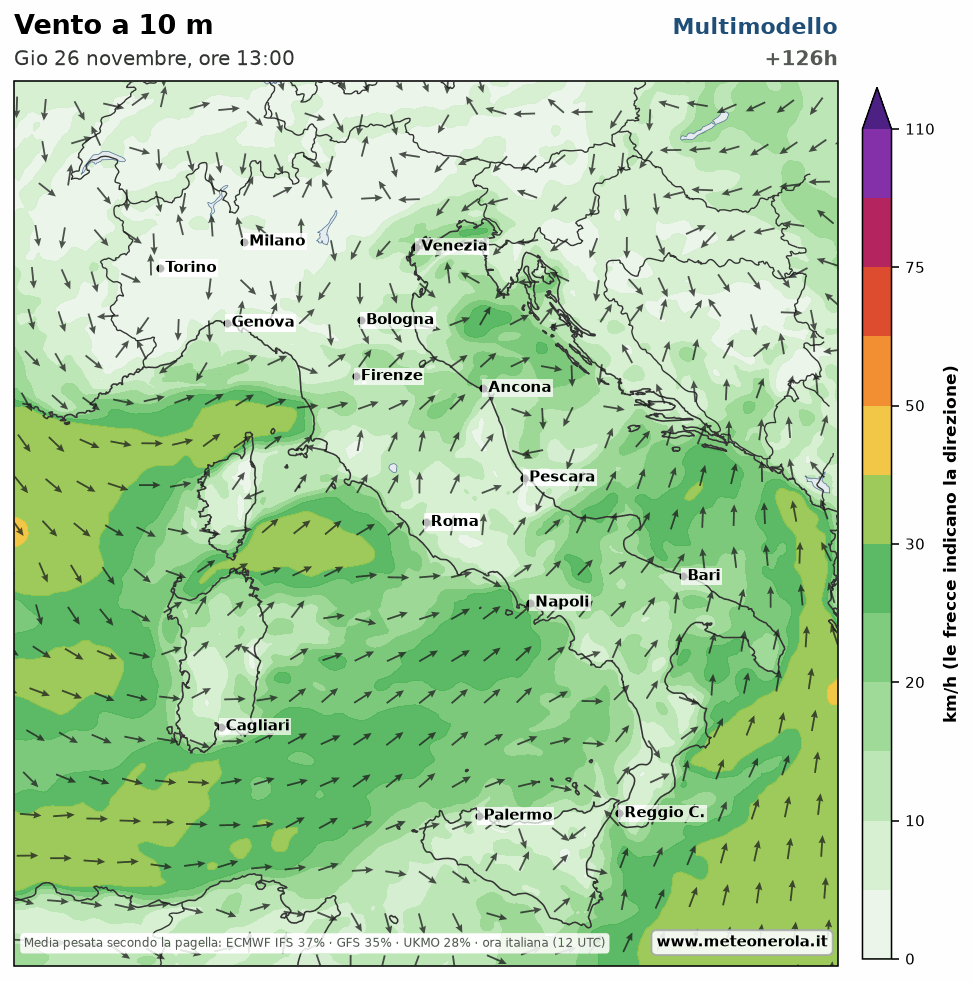 Vento a 10 m
Multimodello
Gio 26 novembre, ore 13:00
+126h
Milano
Venezia
Torino
Genova
Bologna
Firenze
Ancona
Pescara
Roma
Bari
Napoli
Cagliari
Palermo
Reggio C.
Media pesata secondo la pagella: ECMWF IFS 37% · GFS 35% · UKMO 28% · ora italiana (12 UTC)
www.meteonerola.it
110
75
50
30
20
10
0
km/h (le frecce indicano la direzione)